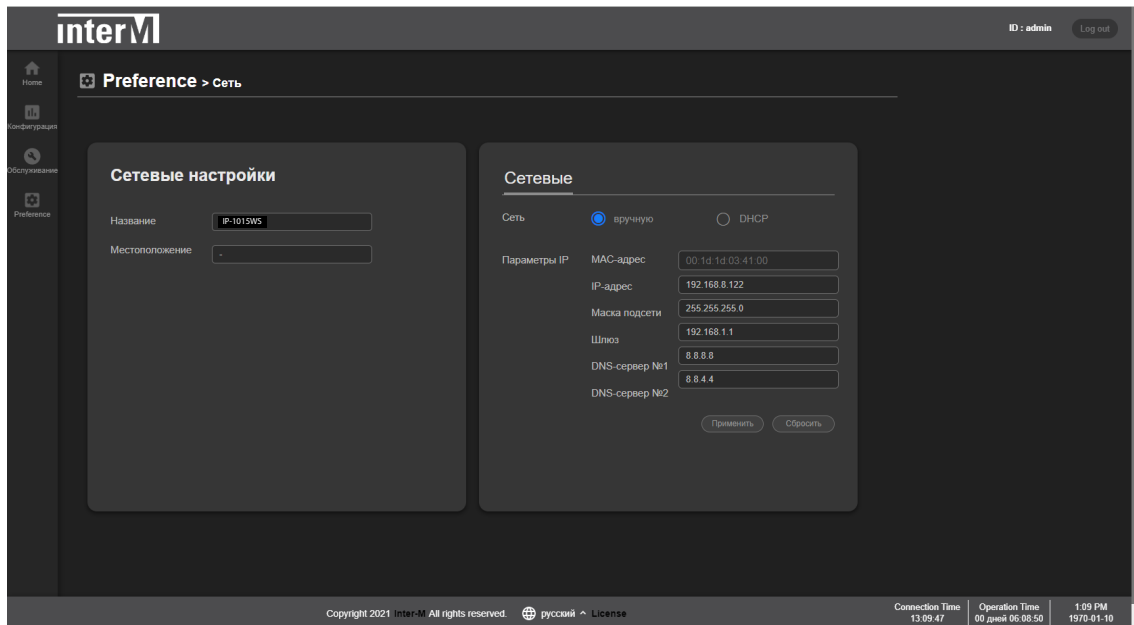 interM
ID : admin
Log out
Home
Конфигурация
Обслуживание
Preference
Preference > Сеть
Сетевые настройки
Название
IP-1015WS
Местоположение
-
Сетевые
Сеть
вручную
DHCP
Параметры IP
MAC-адрес
00:1d:1d:03:41:00
IP-адрес
192.168.8.122
Маска подсети
255.255.255.0
Шлюз
192.168.1.1
DNS-сервер №1
8.8.8.8
DNS-сервер №2
8.8.4.4
Применить
Сбросить
Copyright 2021 Inter-M All rights reserved.
русский ^ License
Connection Time
13:09:47
Operation Time
00 дней 06:08:50
1:09 PM
1970-01-10